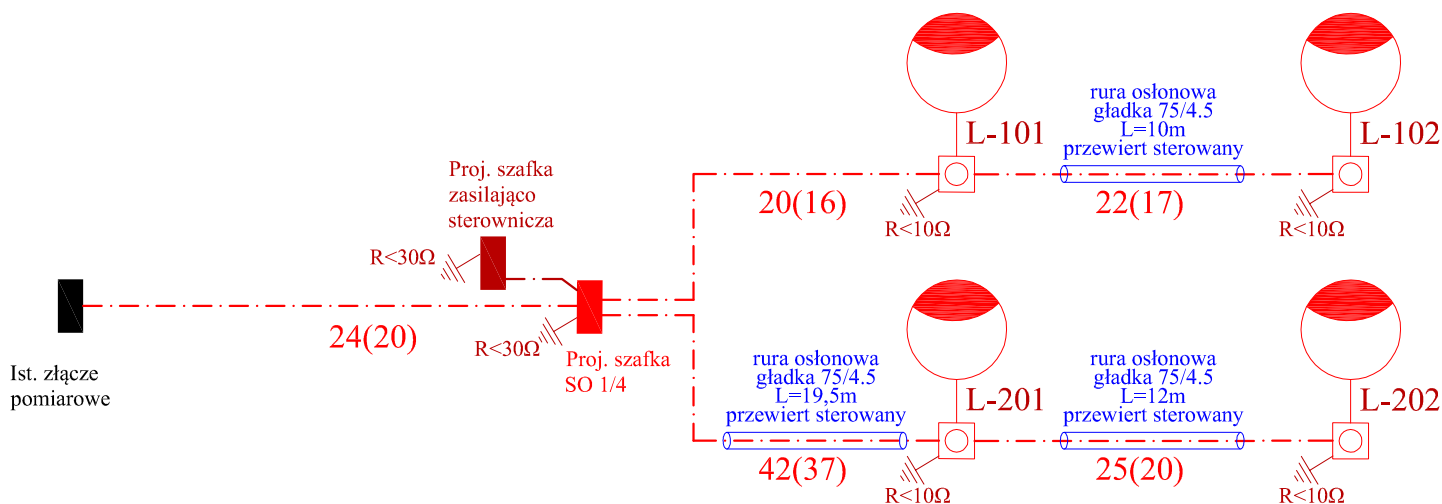 rura osłonowa
gładka 75/4.5
L=10m
przewiert sterowany
L-101
L-102
Proj. szafka
zasilająco
sterownicza
20(16)
22(17)
R<10Ω
R<10Ω
R<30Ω
24(20)
R<30Ω
Ist. złącze
pomiarowe
Proj. szafka
SO 1/4
rura osłonowa
gładka 75/4.5
L=19,5m
przewiert sterowany
L-201
rura osłonowa
gładka 75/4.5
L=12m
przewiert sterowany
L-202
42(37)
25(20)
R<10Ω
R<10Ω